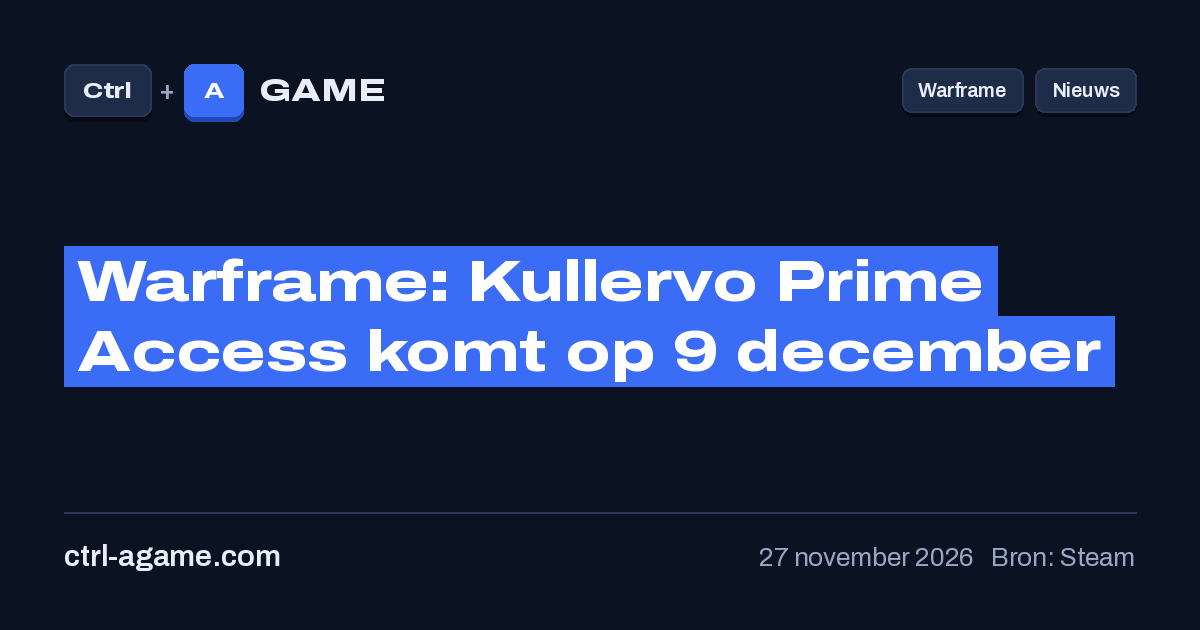 Ctrl + A GAME
Warframe Nieuws
Warframe: Kullervo Prime
Access komt op 9 december
ctrl-agame.com
27 november 2026 Bron: Steam